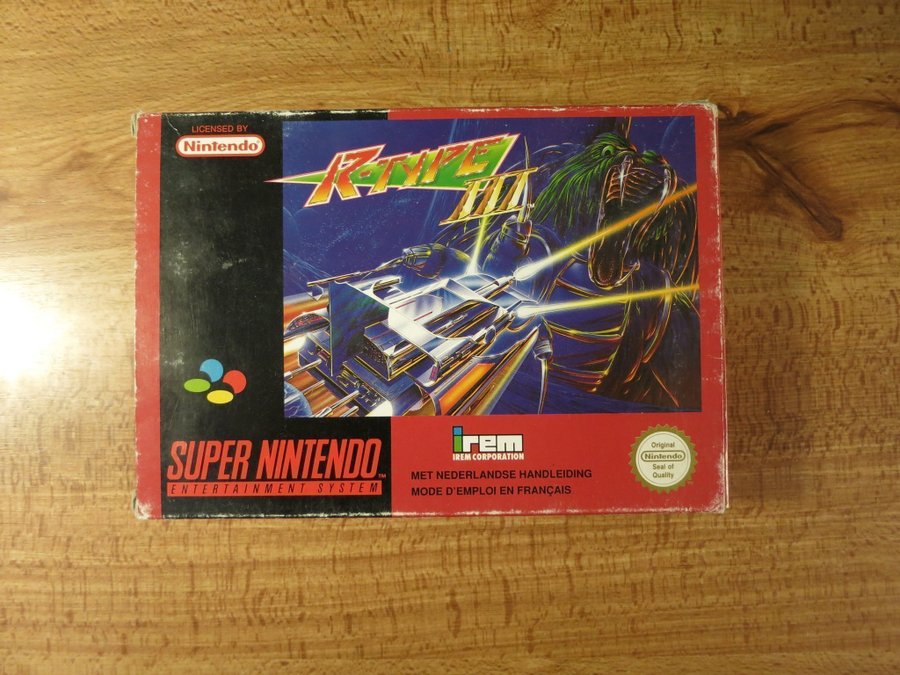 LICENSED BY
Nintendo
R-TYPE
III
SUPER NINTENDO
ENTERTAINMENT SYSTEM
irem
IREM CORPORATION
MET NEDERLANDSE HANDLEIDING
MODE D'EMPLOI EN FRANÇAIS
Original
Nintendo
Seal of
Quality